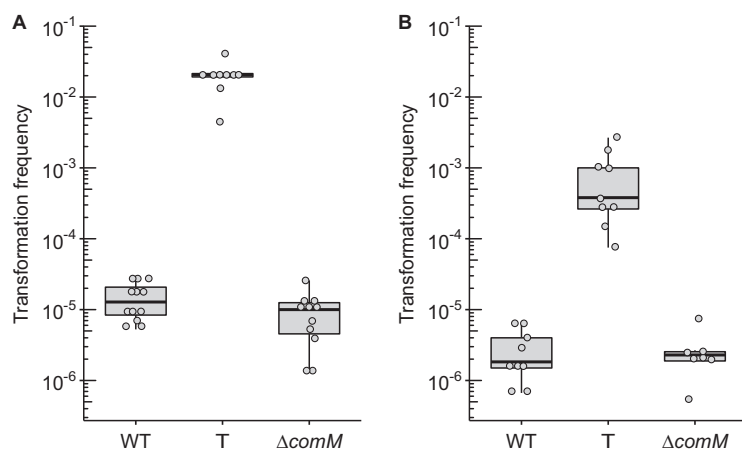 A
Transformation frequency
10⁻¹
10⁻²
10⁻³
10⁻⁴
10⁻⁵
10⁻⁶
WT T ΔcomM
B
Transformation frequency
10⁻¹
10⁻²
10⁻³
10⁻⁴
10⁻⁵
10⁻⁶
WT T ΔcomM